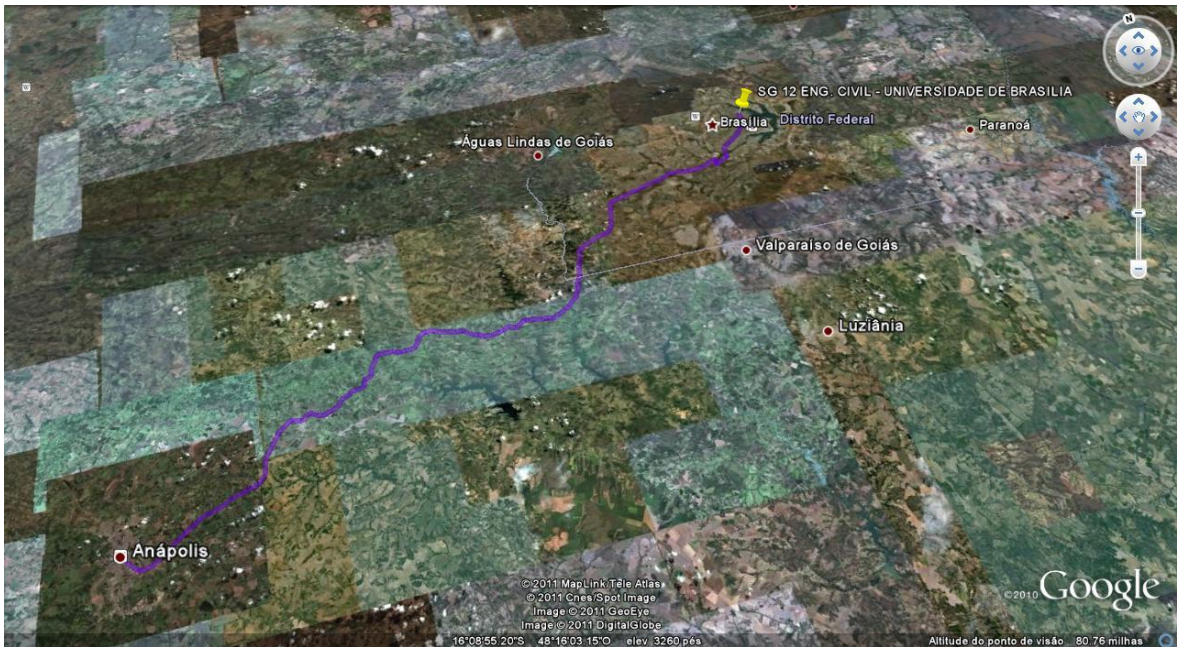 N
SG 12 ENG. CIVIL - UNIVERSIDADE DE BRASILIA
Brasília
Distrito Federal
Paranoá
Águas Lindas de Goiás
Valparaíso de Goiás
Luziânia
Anápolis
© 2011 MapLink/Tele Atlas
© 2011 Cnes/Spot Image
Image © 2011 GeoEye
Image © 2011 DigitalGlobe
©2010 Google
16°08'55.20"S 48°16'03.15"O elev 3260 pés
Altitude do ponto de visão 80.76 milhas